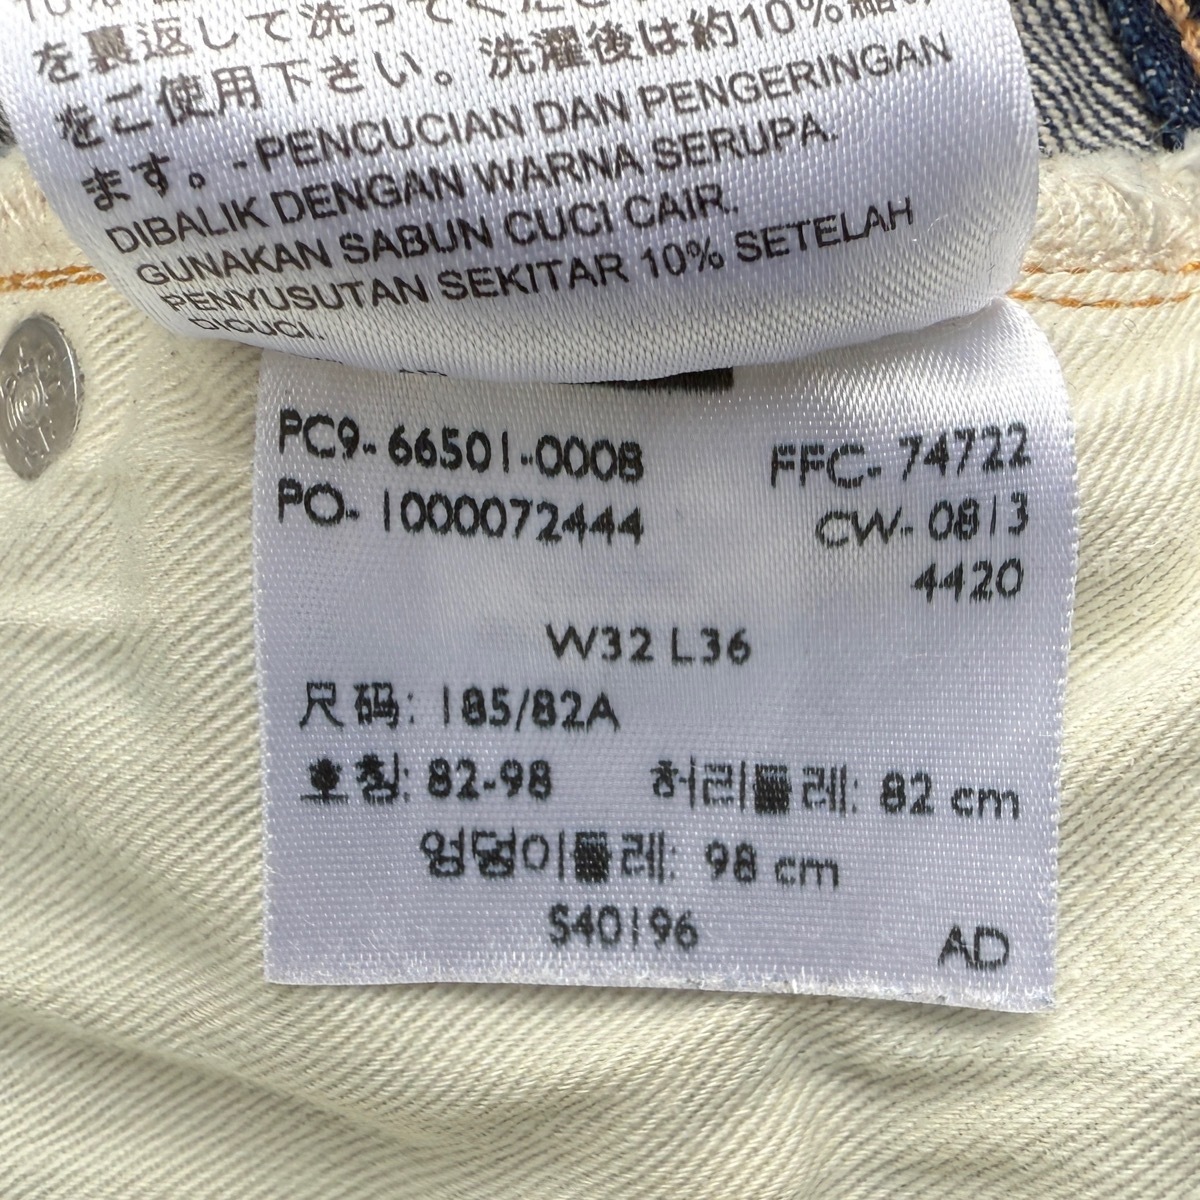 を裏返して洗ってください
をご使用下さい。洗濯後は約10%縮み
ます。-PENCUCIAN DAN PENGERINGAN
DIBALIK DENGAN WARNA SERUPA.
GUNAKAN SABUN CUCI CAIR.
PENYUSUTAN SEKITAR 10% SETELAH
DICUCI.
PC9-66501-0008 FFC-74722
PO-1000072444 CW-0813
4420
W32 L36
尺码: 185/82A
호칭: 82-98 허리둘레: 82 cm
엉덩이둘레: 98 cm
S40196 AD